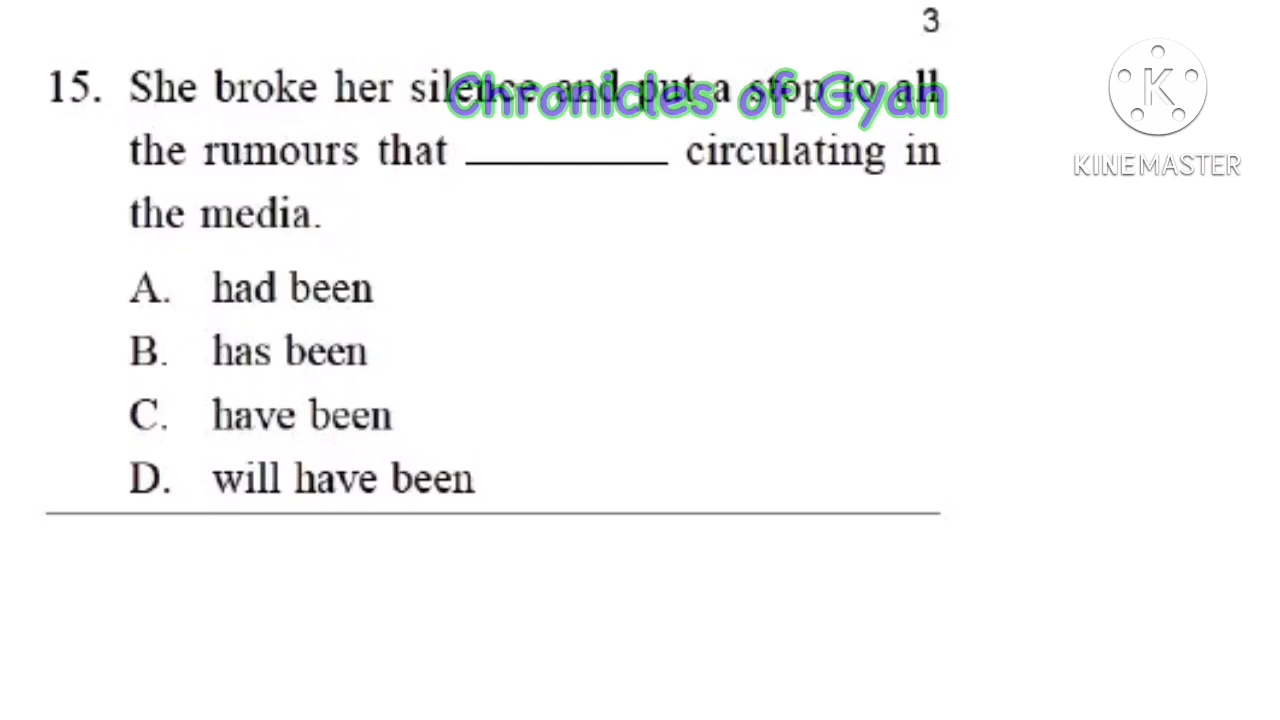 3
15. She broke her silence and put a stop to all
Chronicles of Gyan
the rumours that __________ circulating in
the media.
A. had been
B. has been
C. have been
D. will have been
K
KINEMASTER